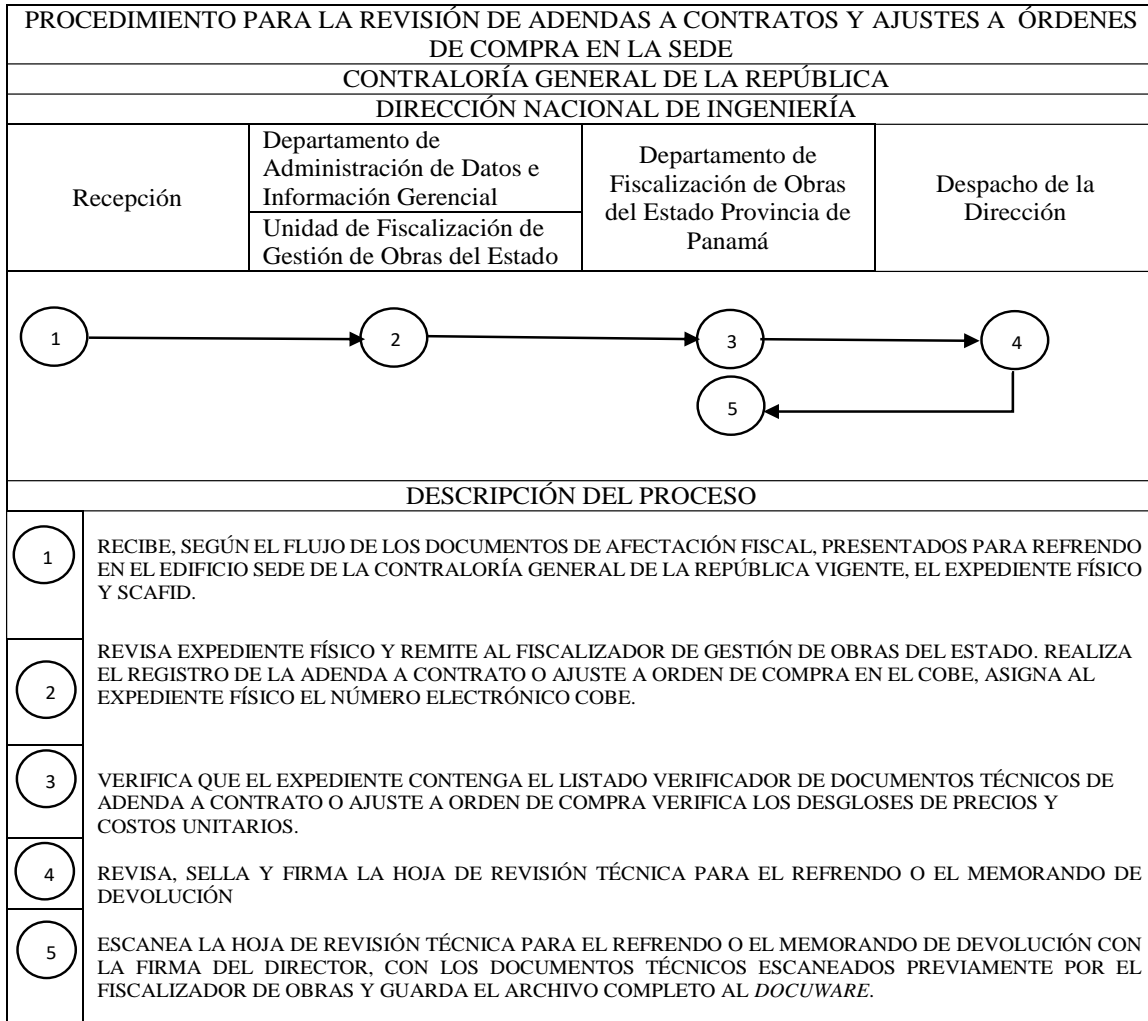 PROCEDIMIENTO PARA LA REVISIÓN DE ADENDAS A CONTRATOS Y AJUSTES A ÓRDENES
DE COMPRA EN LA SEDE
CONTRALORÍA GENERAL DE LA REPÚBLICA
DIRECCIÓN NACIONAL DE INGENIERÍA
Recepción
Departamento de
Administración de Datos e
Información Gerencial
Unidad de Fiscalización de
Gestión de Obras del Estado
Departamento de
Fiscalización de Obras
del Estado Provincia de
Panamá
Despacho de la
Dirección
1
2
3
4
5
DESCRIPCIÓN DEL PROCESO
1
RECIBE, SEGÚN EL FLUJO DE LOS DOCUMENTOS DE AFECTACIÓN FISCAL, PRESENTADOS PARA REFRENDO
EN EL EDIFICIO SEDE DE LA CONTRALORÍA GENERAL DE LA REPÚBLICA VIGENTE, EL EXPEDIENTE FÍSICO
Y SCAFID.
2
REVISA EXPEDIENTE FÍSICO Y REMITE AL FISCALIZADOR DE GESTIÓN DE OBRAS DEL ESTADO. REALIZA
EL REGISTRO DE LA ADENDA A CONTRATO O AJUSTE A ORDEN DE COMPRA EN EL COBE, ASIGNA AL
EXPEDIENTE FÍSICO EL NÚMERO ELECTRÓNICO COBE.
3
VERIFICA QUE EL EXPEDIENTE CONTENGA EL LISTADO VERIFICADOR DE DOCUMENTOS TÉCNICOS DE
ADENDA A CONTRATO O AJUSTE A ORDEN DE COMPRA VERIFICA LOS DESGLOSES DE PRECIOS Y
COSTOS UNITARIOS.
4
REVISA, SELLA Y FIRMA LA HOJA DE REVISIÓN TÉCNICA PARA EL REFRENDO O EL MEMORANDO DE
DEVOLUCIÓN
5
ESCANEA LA HOJA DE REVISIÓN TÉCNICA PARA EL REFRENDO O EL MEMORANDO DE DEVOLUCIÓN CON
LA FIRMA DEL DIRECTOR, CON LOS DOCUMENTOS TÉCNICOS ESCANEADOS PREVIAMENTE POR EL
FISCALIZADOR DE OBRAS Y GUARDA EL ARCHIVO COMPLETO AL DOCUWARE.